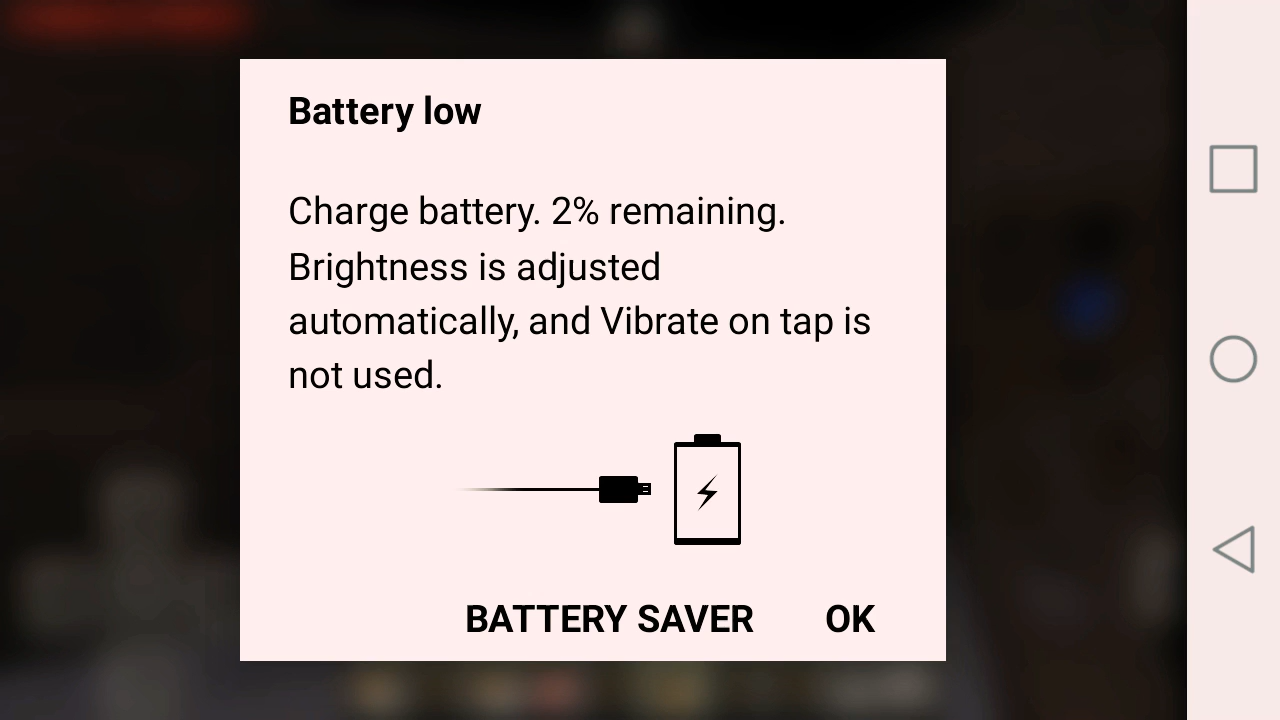 Battery low
Charge battery. 2% remaining.
Brightness is adjusted
automatically, and Vibrate on tap is
not used.
BATTERY SAVER OK